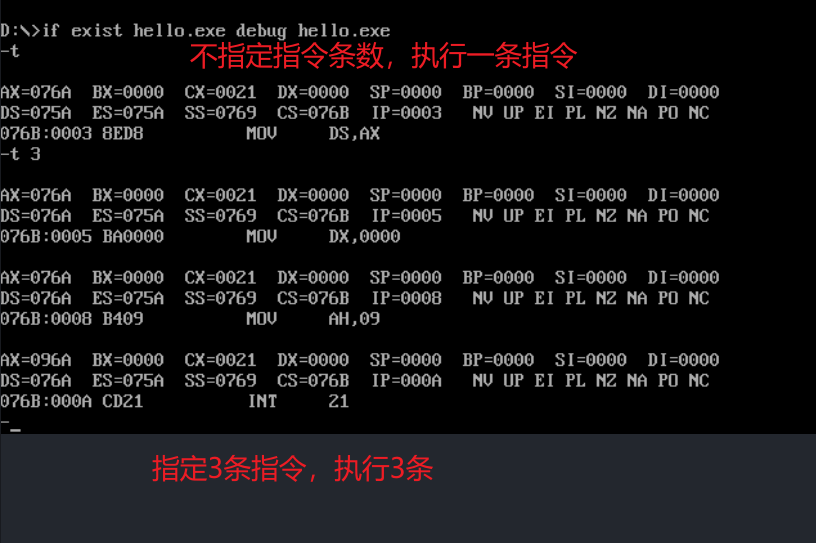 D:\>if exist hello.exe debug hello.exe
-t
不指定指令条数，执行一条指令
AX=076A BX=0000 CX=0021 DX=0000 SP=0000 BP=0000 SI=0000 DI=0000
DS=075A ES=075A SS=0769 CS=076B IP=0003 NV UP EI PL NZ NA PO NC
076B:0003 8ED8 MOV DS,AX
-t 3
AX=076A BX=0000 CX=0021 DX=0000 SP=0000 BP=0000 SI=0000 DI=0000
DS=076A ES=075A SS=0769 CS=076B IP=0005 NV UP EI PL NZ NA PO NC
076B:0005 BA0000 MOV DX,0000
AX=076A BX=0000 CX=0021 DX=0000 SP=0000 BP=0000 SI=0000 DI=0000
DS=076A ES=075A SS=0769 CS=076B IP=0008 NV UP EI PL NZ NA PO NC
076B:0008 B409 MOV AH,09
AX=096A BX=0000 CX=0021 DX=0000 SP=0000 BP=0000 SI=0000 DI=0000
DS=076A ES=075A SS=0769 CS=076B IP=000A NV UP EI PL NZ NA PO NC
076B:000A CD21 INT 21
-_
指定3条指令，执行3条